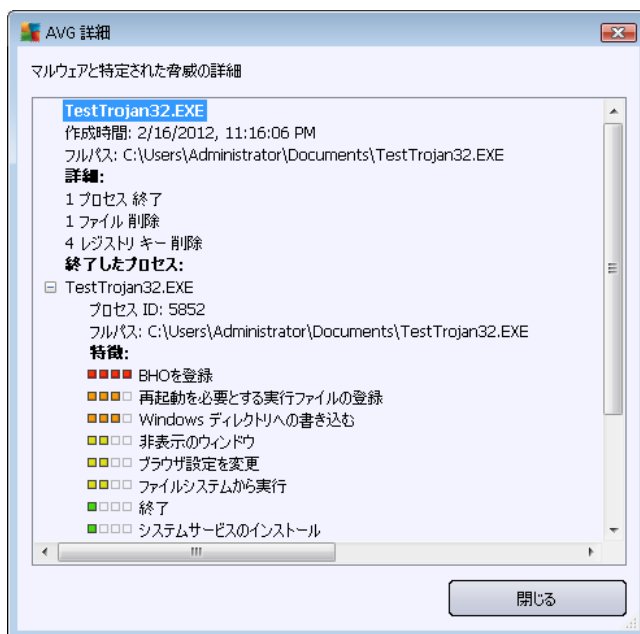 AVG 詳細
マルウェアと特定された脅威の詳細
TestTrojan32.EXE
作成時間: 2/16/2012, 11:16:06 PM
フルパス: C:\Users\Administrator\Documents\TestTrojan32.EXE
詳細:
1 プロセス 終了
1 ファイル 削除
4 レジストリ キー 削除
終了したプロセス:
TestTrojan32.EXE
プロセス ID: 5852
フルパス: C:\Users\Administrator\Documents\TestTrojan32.EXE
特徴:
BHOを登録
再起動を必要とする実行ファイルの登録
Windows ディレクトリへの書き込む
非表示のウィンドウ
ブラウザ設定を変更
ファイルシステムから実行
終了
システムサービスのインストール
閉じる